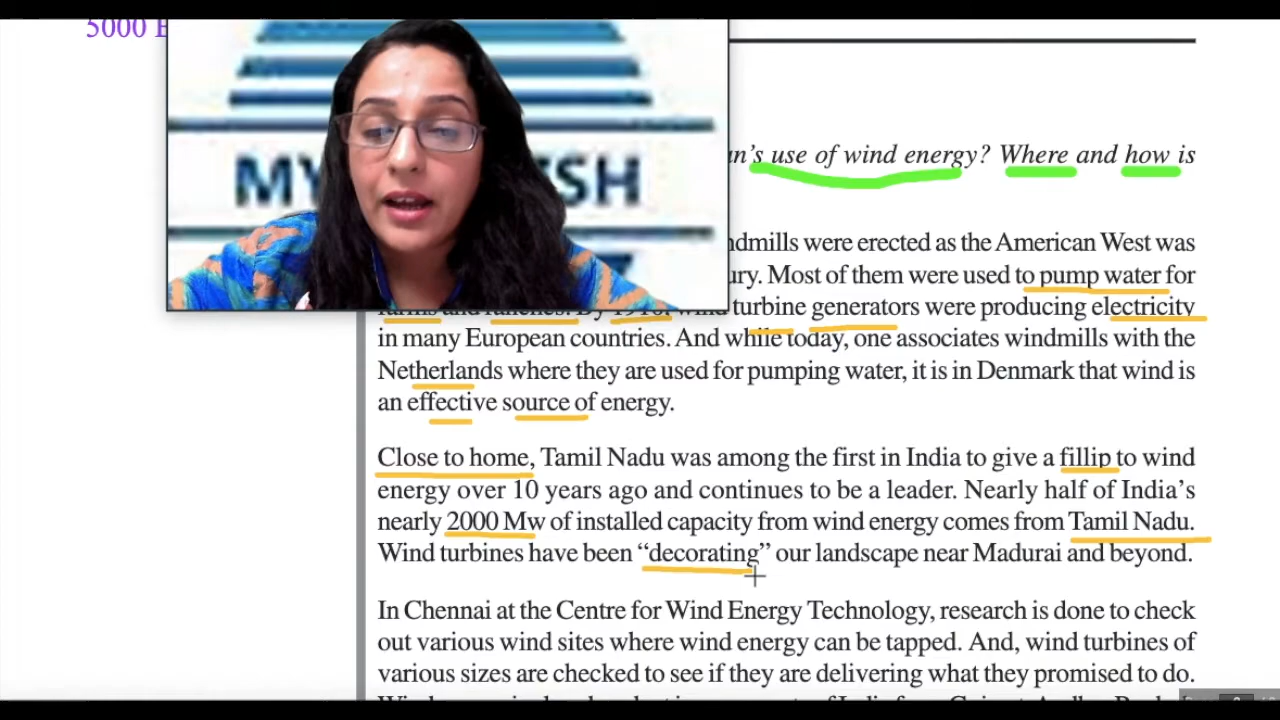 5000
MY
SH
's use of wind energy? Where and how is
were erected as the American West was
Most of them were used to pump water for
and ranches. By 1910. wind turbine generators were producing electricity
in many European countries. And while today, one associates windmills with the
Netherlands where they are used for pumping water, it is in Denmark that wind is
an effective source of energy.
Close to home, Tamil Nadu was among the first in India to give a fillip to wind
energy over 10 years ago and continues to be a leader. Nearly half of India's
nearly 2000 Mw of installed capacity from wind energy comes from Tamil Nadu.
Wind turbines have been “decorating” our landscape near Madurai and beyond.
In Chennai at the Centre for Wind Energy Technology, research is done to check
out various wind sites where wind energy can be tapped. And, wind turbines of
various sizes are checked to see if they are delivering what they promised to do.